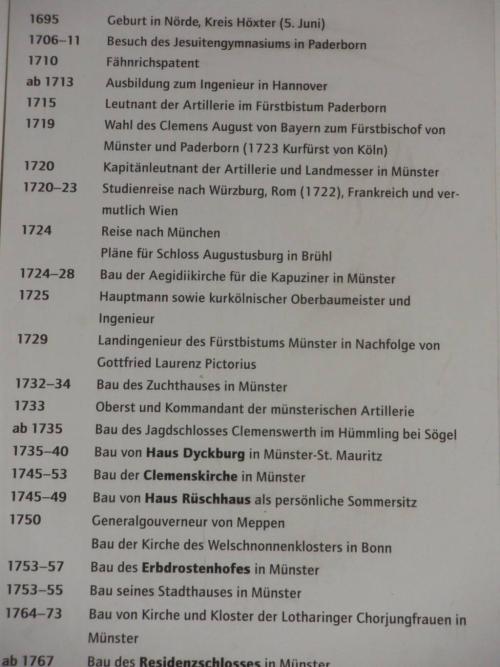 1695 Geburt in Nörde, Kreis Höxter (5. Juni)
1706–11 Besuch des Jesuitengymnasiums in Paderborn
1710 Fähnrichspatent
ab 1713 Ausbildung zum Ingenieur in Hannover
1715 Leutnant der Artillerie im Fürstbistum Paderborn
1719 Wahl des Clemens August von Bayern zum Fürstbischof von
Münster und Paderborn (1723 Kurfürst von Köln)
1720 Kapitänleutnant der Artillerie und Landmesser in Münster
1720–23 Studienreise nach Würzburg, Rom (1722), Frankreich und ver-
mutlich Wien
1724 Reise nach München
Pläne für Schloss Augustusburg in Brühl
1724–28 Bau der Aegidiikirche für die Kapuziner in Münster
1725 Hauptmann sowie kurkölnischer Oberbaumeister und
Ingenieur
1729 Landingenieur des Fürstbistums Münster in Nachfolge von
Gottfried Laurenz Pictorius
1732–34 Bau des Zuchthauses in Münster
1733 Oberst und Kommandant der münsterischen Artillerie
ab 1735 Bau des Jagdschlosses Clemenswerth im Hümmling bei Sögel
1735–40 Bau von Haus Dyckburg in Münster-St. Mauritz
1745–53 Bau der Clemenskirche in Münster
1745–49 Bau von Haus Rüschhaus als persönliche Sommersitz
1750 Generalgouverneur von Meppen
Bau der Kirche des Welschnonnenklosters in Bonn
1753–57 Bau des Erbdrostenhofes in Münster
1753–55 Bau seines Stadthauses in Münster
1764–73 Bau von Kirche und Kloster der Lotharinger Chorjungfrauen in
Münster
ab 1767 Bau des Residenzschlosses in Münster